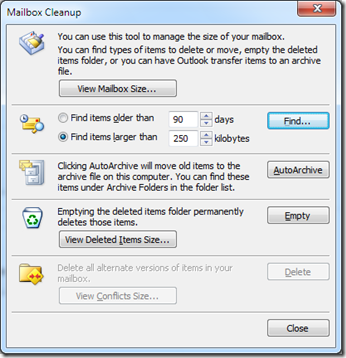 Mailbox Cleanup
You can use this tool to manage the size of your mailbox.
You can find types of items to delete or move, empty the deleted
items folder, or you can have Outlook transfer items to an archive
file.
View Mailbox Size...
Find items older than 90 days Find...
Find items larger than 250 kilobytes
Clicking AutoArchive will move old items to the AutoArchive
archive file on this computer. You can find these
items under Archive Folders in the folder list.
Emptying the deleted items folder permanently Empty
deletes those items.
View Deleted Items Size...
Delete all alternate versions of items in your Delete
mailbox.
View Conflicts Size...
Close